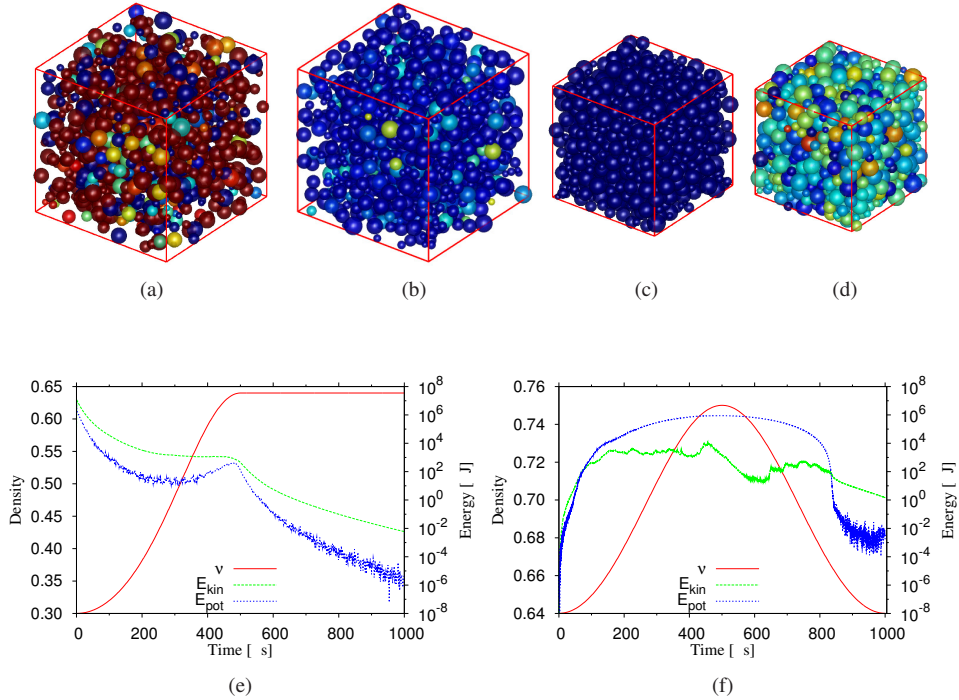 (a)
(b)
(c)
(d)
Density
0.65
0.60
0.55
0.50
0.45
0.40
0.35
0.30
0 200 400 600 800 1000
Time [ s]
10^8
10^6
10^4
10^2
10^0
10^-2
10^-4
10^-6
10^-8
Energy [ J]
ν
E_kin
E_pot
(e)
Density
0.76
0.74
0.72
0.70
0.68
0.66
0.64
0 200 400 600 800 1000
Time [ s]
10^8
10^6
10^4
10^2
10^0
10^-2
10^-4
10^-6
10^-8
Energy [ J]
ν
E_kin
E_pot
(f)